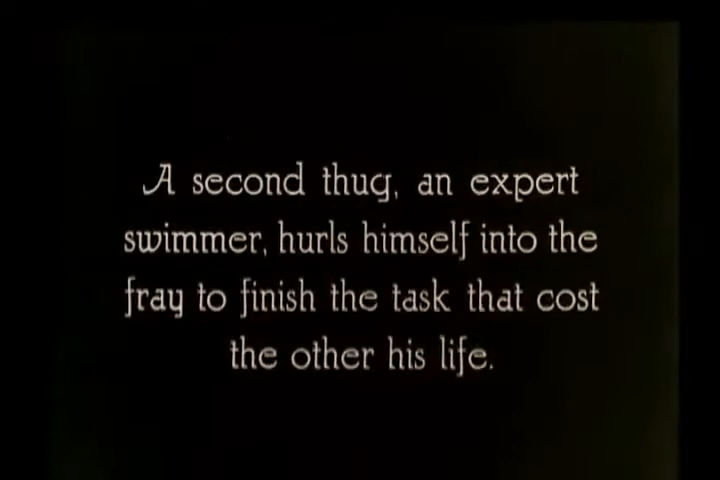 A second thug, an expert
swimmer, hurls himself into the
fray to finish the task that cost
the other his life.